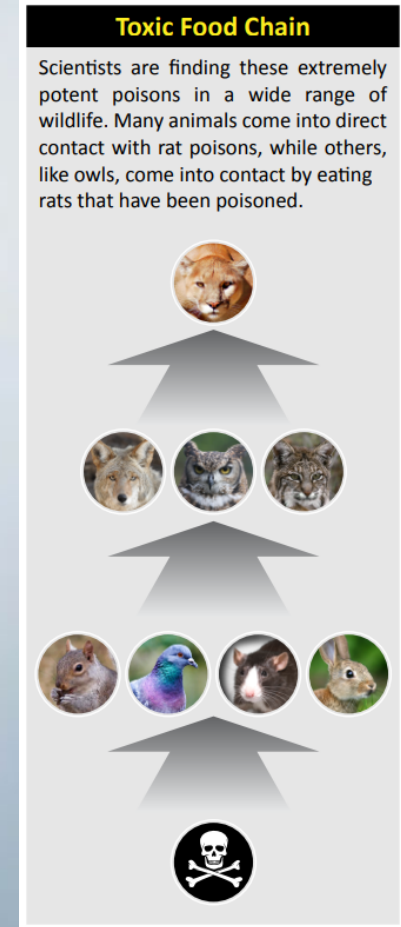 Toxic Food Chain
Scientists are finding these extremely
potent poisons in a wide range of
wildlife. Many animals come into direct
contact with rat poisons, while others,
like owls, come into contact by eating
rats that have been poisoned.